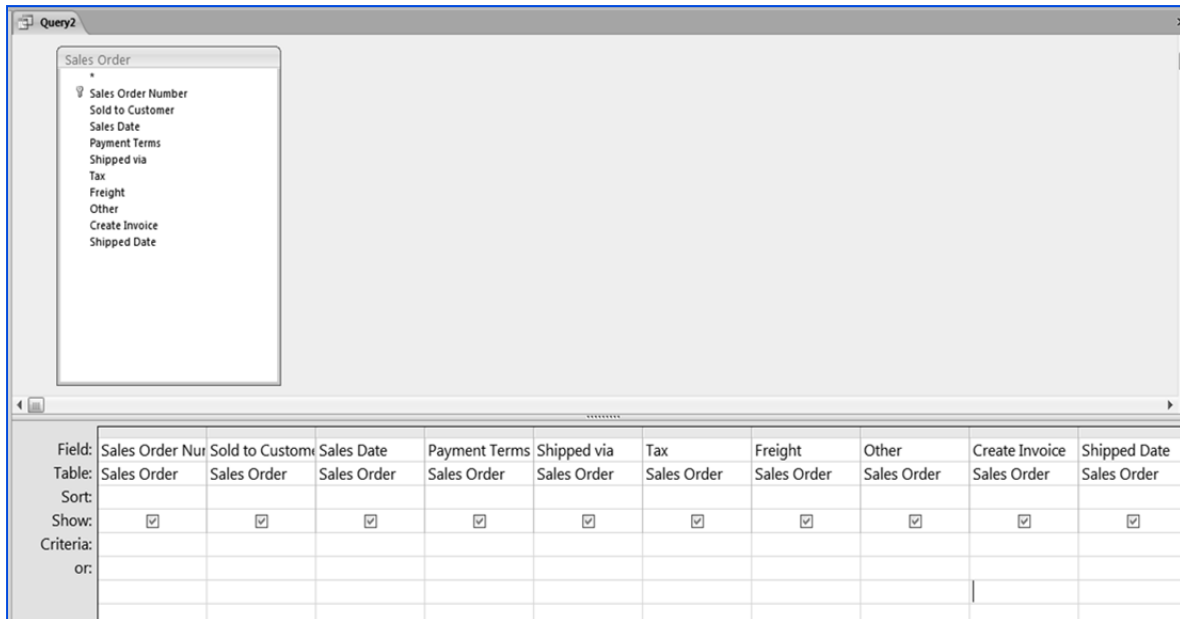 Query2
Sales Order
*
Sales Order Number
Sold to Customer
Sales Date
Payment Terms
Shipped via
Tax
Freight
Other
Create Invoice
Shipped Date
Field: Sales Order Nur Sold to Custome Sales Date Payment Terms Shipped via Tax Freight Other Create Invoice Shipped Date
Table: Sales Order Sales Order Sales Order Sales Order Sales Order Sales Order Sales Order Sales Order Sales Order Sales Order
Sort:
Show:
Criteria:
or: